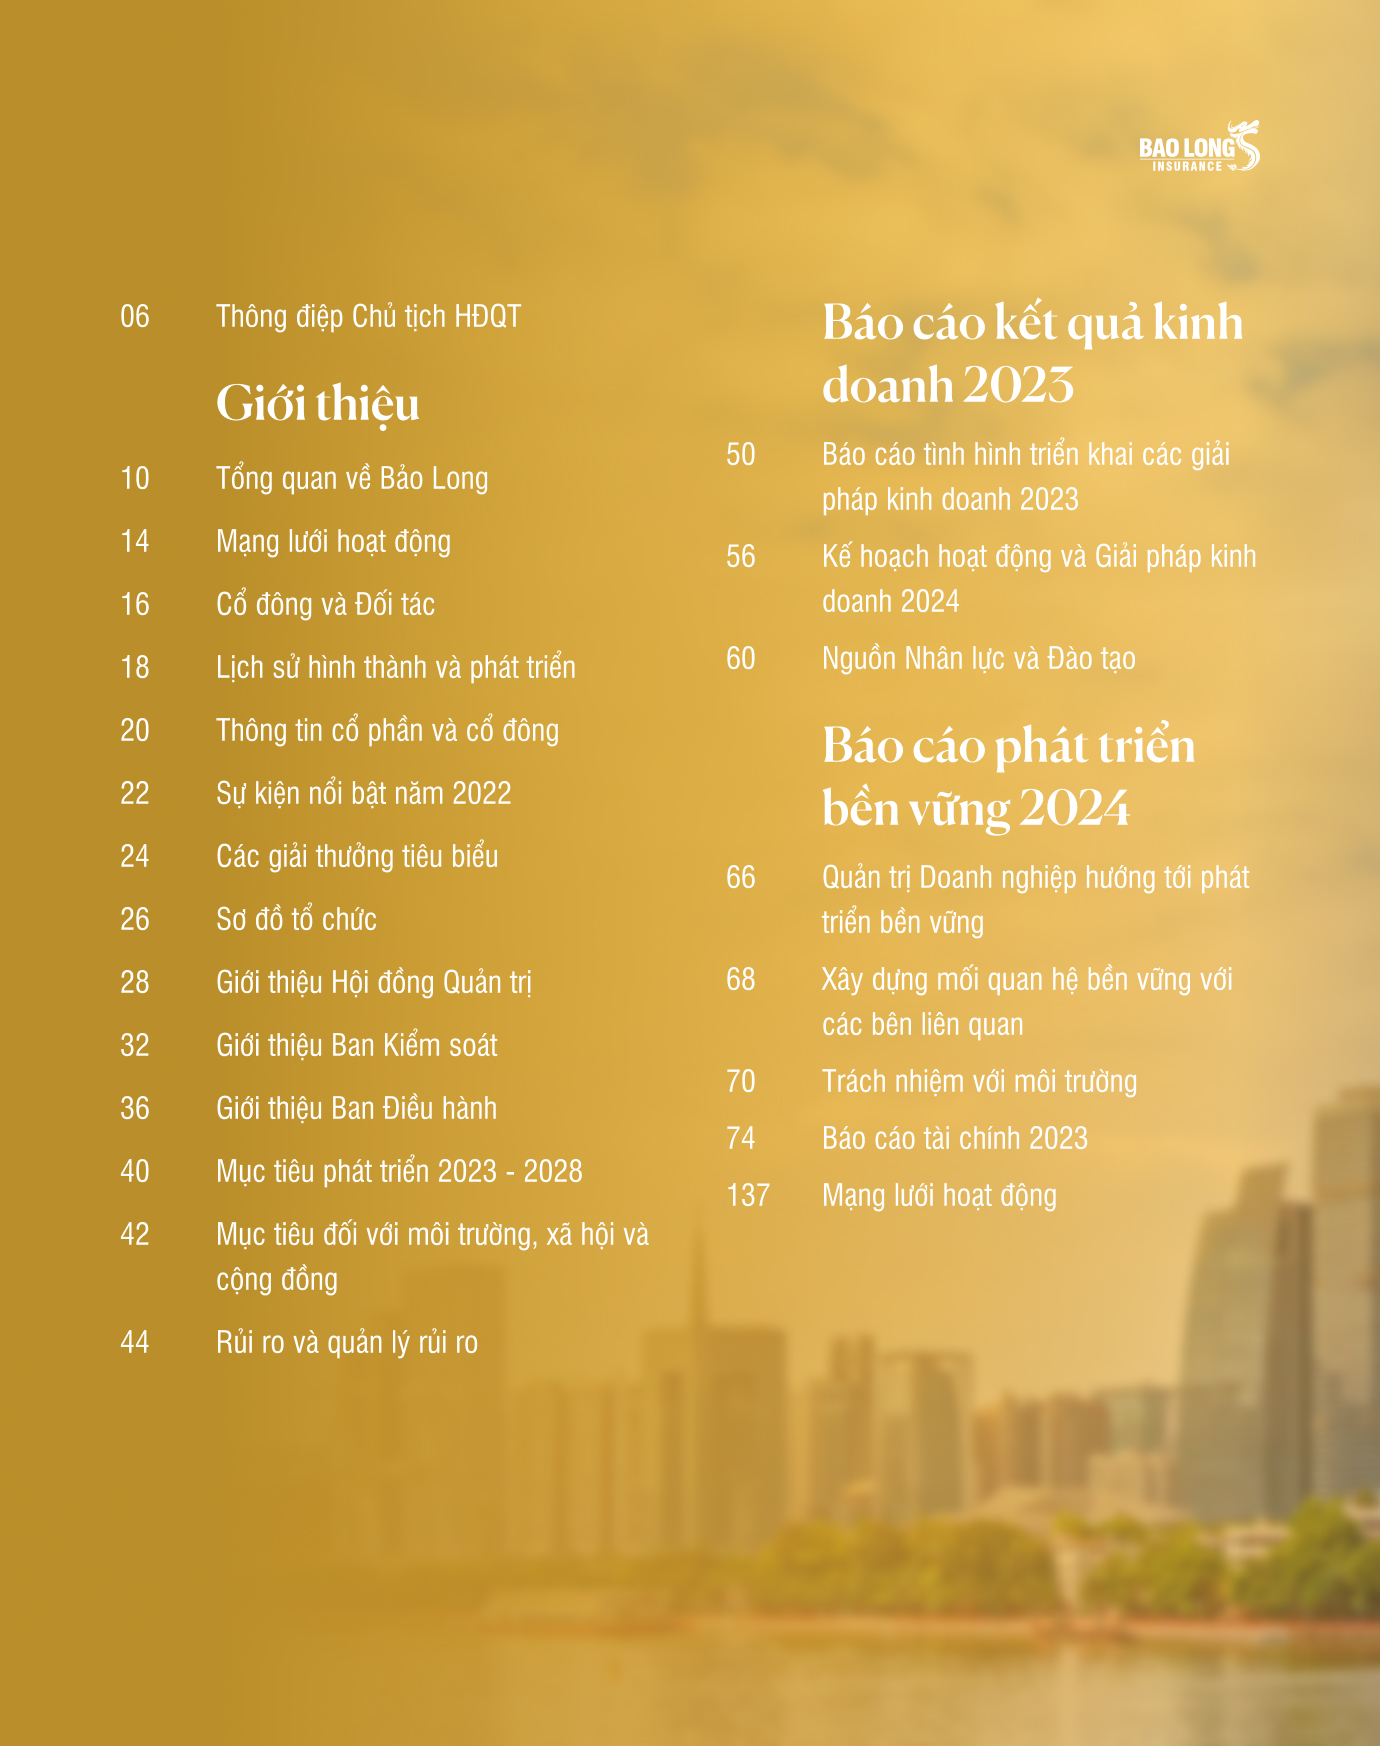 BAO LONG
INSURANCE
06 Thông điệp Chủ tịch HĐQT
Giới thiệu
10 Tổng quan về Bảo Long
14 Mạng lưới hoạt động
16 Cổ đông và Đối tác
18 Lịch sử hình thành và phát triển
20 Thông tin cổ phần và cổ đông
22 Sự kiện nổi bật năm 2022
24 Các giải thưởng tiêu biểu
26 Sơ đồ tổ chức
28 Giới thiệu Hội đồng Quản trị
32 Giới thiệu Ban Kiểm soát
36 Giới thiệu Ban Điều hành
40 Mục tiêu phát triển 2023 - 2028
42 Mục tiêu đối với môi trường, xã hội và
cộng đồng
44 Rủi ro và quản lý rủi ro
Báo cáo kết quả kinh
doanh 2023
50 Báo cáo tình hình triển khai các giải
pháp kinh doanh 2023
56 Kế hoạch hoạt động và Giải pháp kinh
doanh 2024
60 Nguồn Nhân lực và Đào tạo
Báo cáo phát triển
bền vững 2024
66 Quản trị Doanh nghiệp hướng tới phát
triển bền vững
68 Xây dựng mối quan hệ bền vững với
các bên liên quan
70 Trách nhiệm với môi trường
74 Báo cáo tài chính 2023
137 Mạng lưới hoạt động